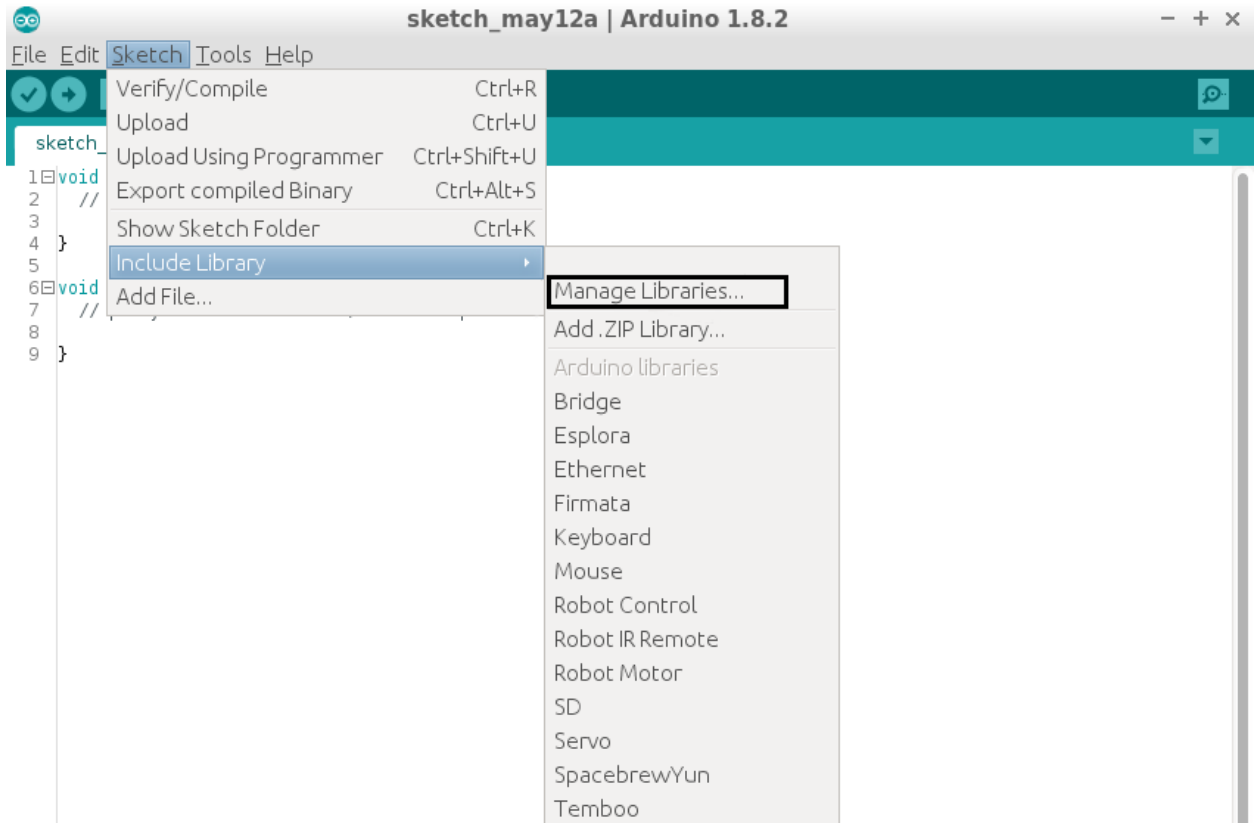 sketch_may12a | Arduino 1.8.2
File Edit Sketch Tools Help
Verify/Compile Ctrl+R
Upload Ctrl+U
Upload Using Programmer Ctrl+Shift+U
Export compiled Binary Ctrl+Alt+S
Show Sketch Folder Ctrl+K
Include Library
Add File...
sketch_
1 void
2 //
3
4 }
5
6 void
7 //
8
9 }
Manage Libraries...
Add .ZIP Library...
Arduino libraries
Bridge
Esplora
Ethernet
Firmata
Keyboard
Mouse
Robot Control
Robot IR Remote
Robot Motor
SD
Servo
SpacebrewYun
Temboo